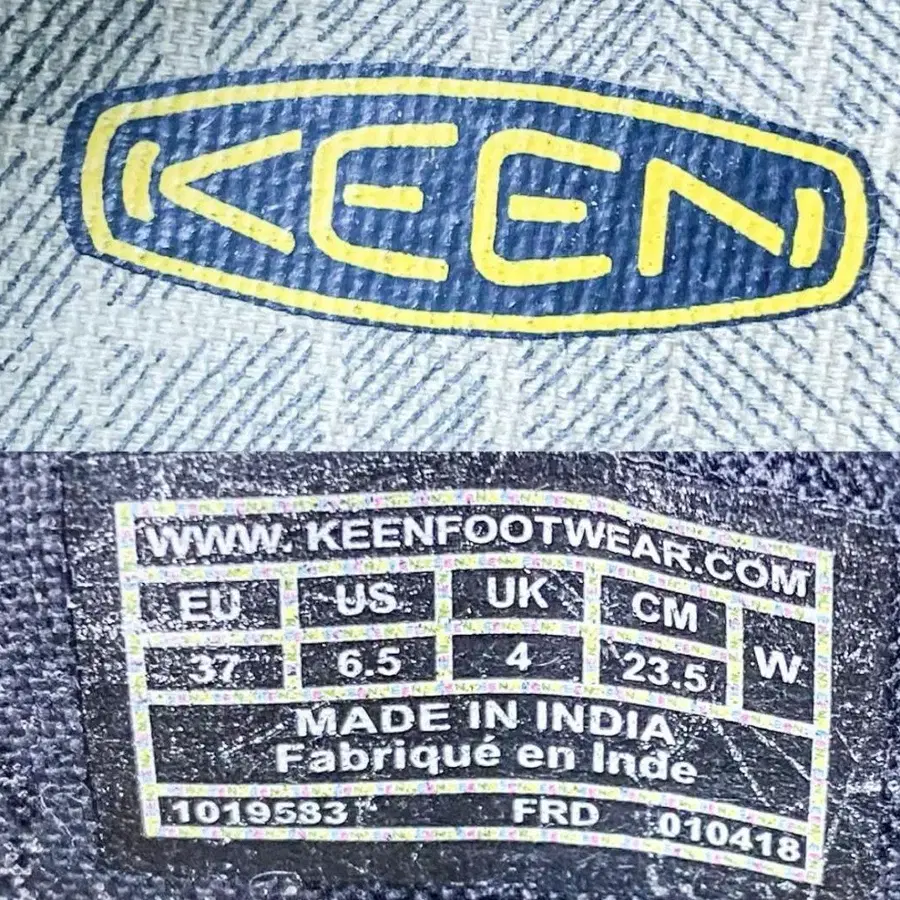 KEEN
WWW.KEENFOOTWEAR.COM
EU US UK CM W
37 6.5 4 23.5
MADE IN INDIA
Fabriqué en Inde
1019583 FRD 010418